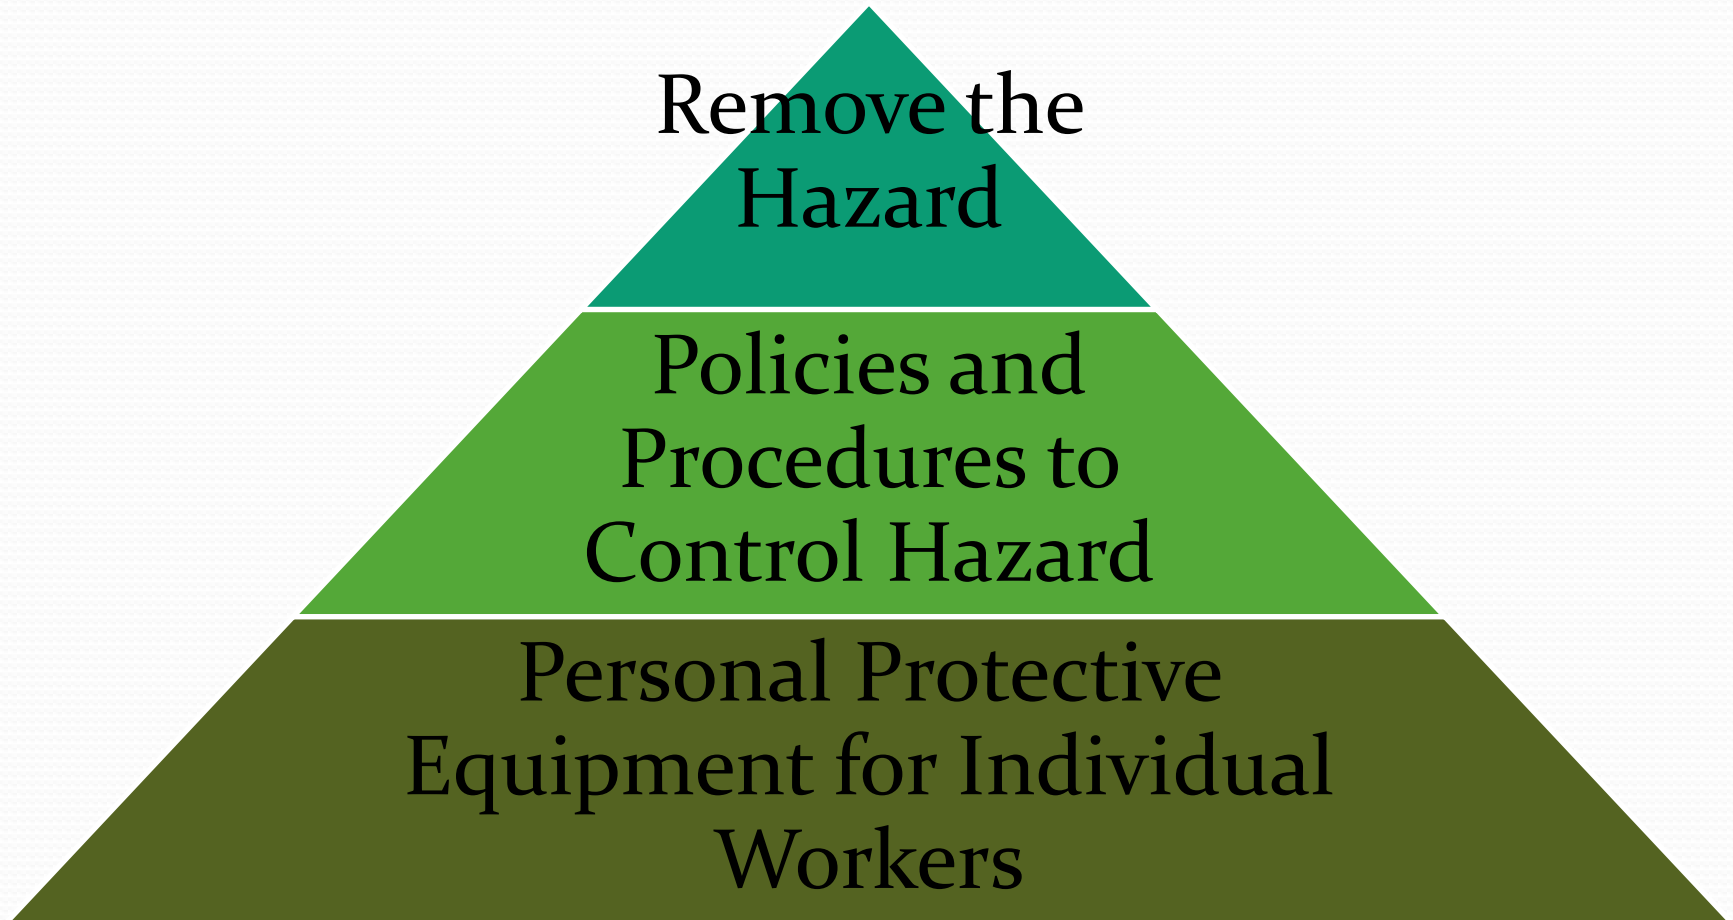 Remove the
Hazard
Policies and
Procedures to
Control Hazard
Personal Protective
Equipment for Individual
Workers